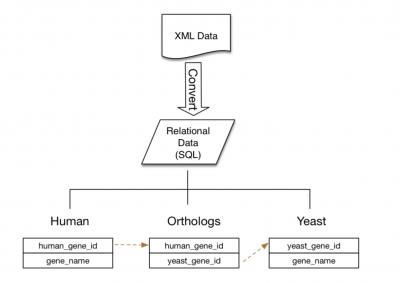 XML Data
Convert
Relational
Data
(SQL)
Human
Orthologs
Yeast
human_gene_id
gene_name
human_gene_id
yeast_gene_id
yeast_gene_id
gene_name